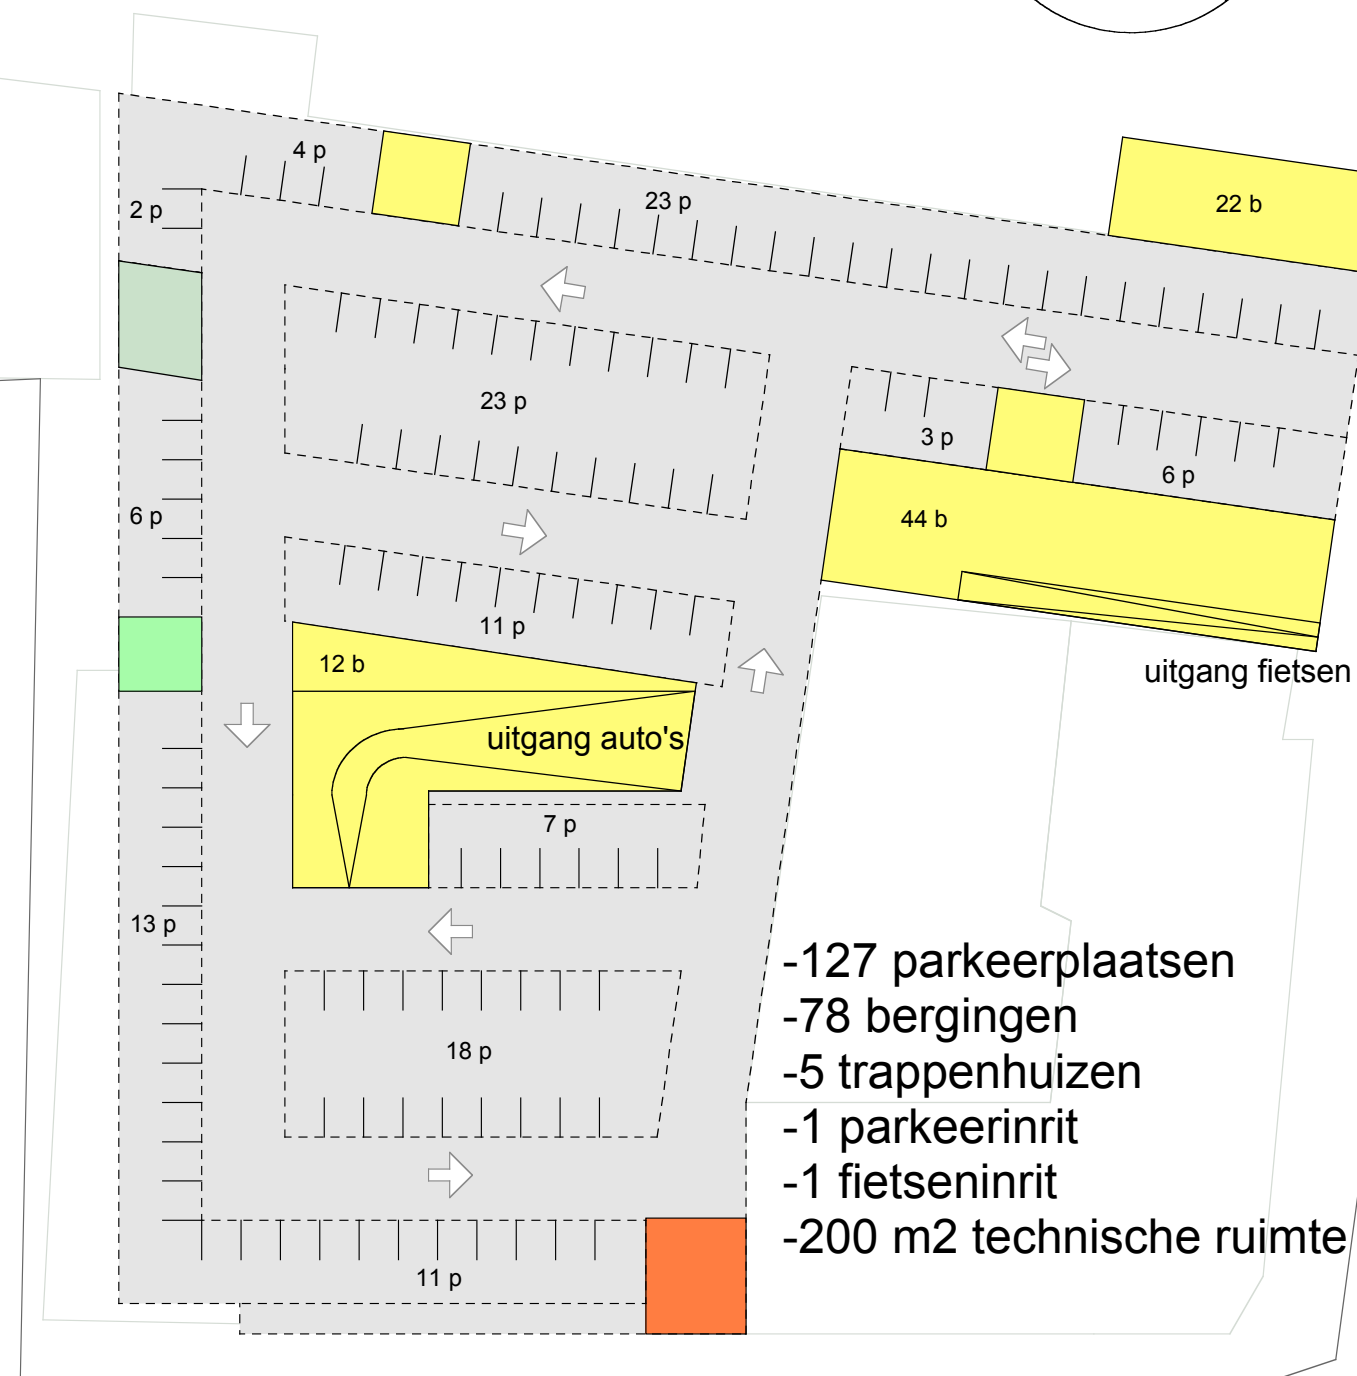 4 p
23 p
22 b
2 p
23 p
3 p
6 p
6 p
44 b
11 p
12 b
uitgang fietsen
uitgang auto's
7 p
13 p
18 p
11 p
-127 parkeerplaatsen
-78 bergingen
-5 trappenhuizen
-1 parkeerinrit
-1 fietseninrit
-200 m2 technische ruimte